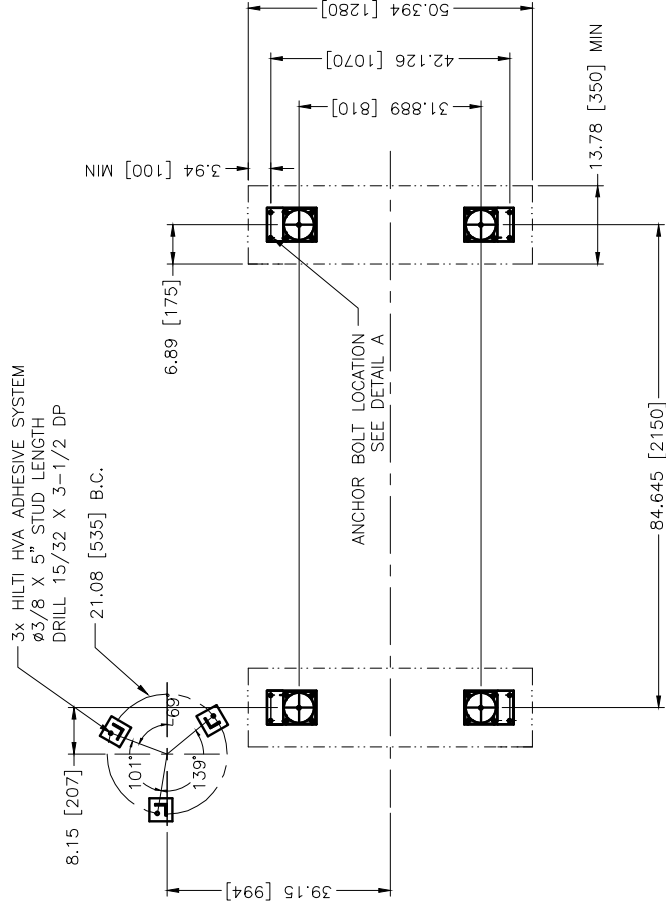 3x HILTI HVA ADHESIVE SYSTEM
ø3/8 X 5" STUD LENGTH
DRILL 15/32 X 3-1/2 DP
21.08 [535] B.C.
8.15 [207]
101°
69°
139°
39.15 [994]
6.89 [175]
3.94 [100] MIN
31.889 [810]
42.126 [1070]
50.394 [1280]
13.78 [350] MIN
ANCHOR BOLT LOCATION
SEE DETAIL A
84.645 [2150]